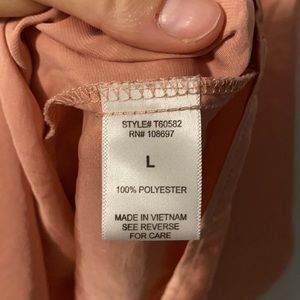 STYLE# T60582
RN# 108697
L
100% POLYESTER
MADE IN VIETNAM
SEE REVERSE
FOR CARE